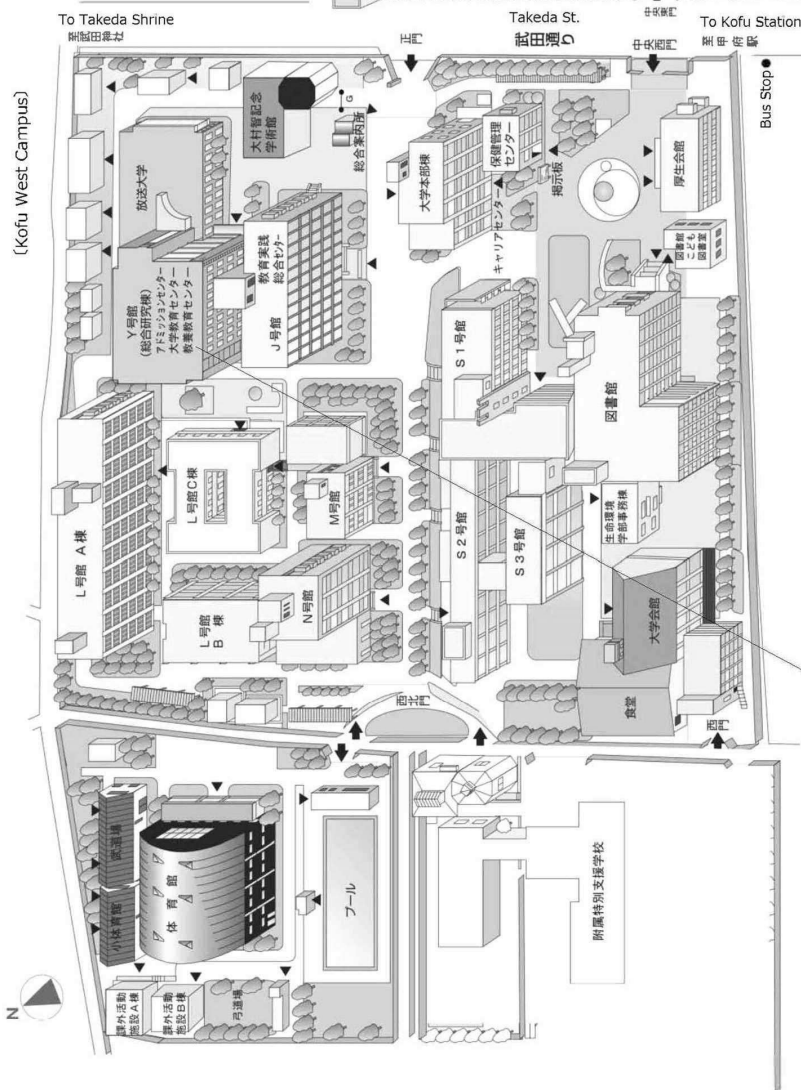 To Takeda Shrine
至武田神社
Takeda St.
武田通り
To Kofu Station
至甲府駅
Bus Stop●
正門
中央東門
中央西門
(Kofu West Campus)
大村智記念
学術館
G
総合案内所
放送大学
Y号館
(総合研究棟)
アドミッションセンター
大学教育センター
教養教育センター
教育実践
総合センター
J号館
大学本部棟
保健管理
センター
キャリアセンター
掲示板
厚生会館
図書館
こども
図書室
図書館
S1号館
S2号館
S3号館
生命環境
学部事務棟
大学会館
食堂
西門
西北門
L号館 A棟
L号館C棟
L号館
B棟
M号館
N号館
武道場
小体育館
体育館
プール
弓道場
課外活動
施設A棟
課外活動
施設B棟
附属特別支援学校
N